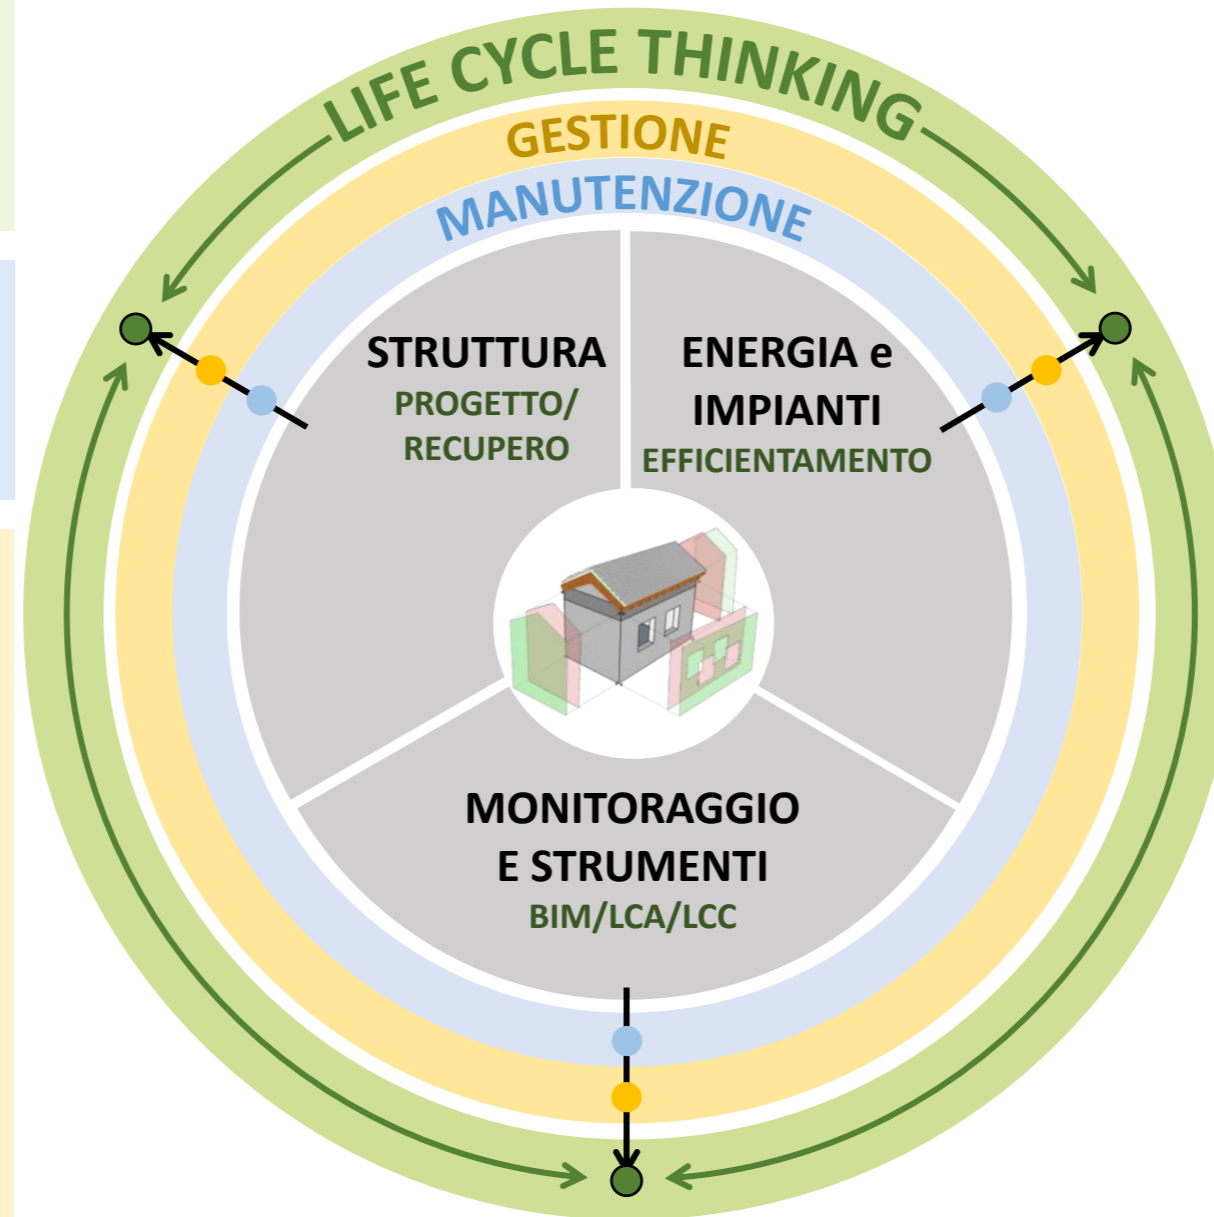 LIFE CYCLE THINKING
GESTIONE
MANUTENZIONE
STRUTTURA
PROGETTO/
RECUPERO
ENERGIA e
IMPIANTI
EFFICIENTAMENTO
MONITORAGGIO
E STRUMENTI
BIM/LCA/LCC